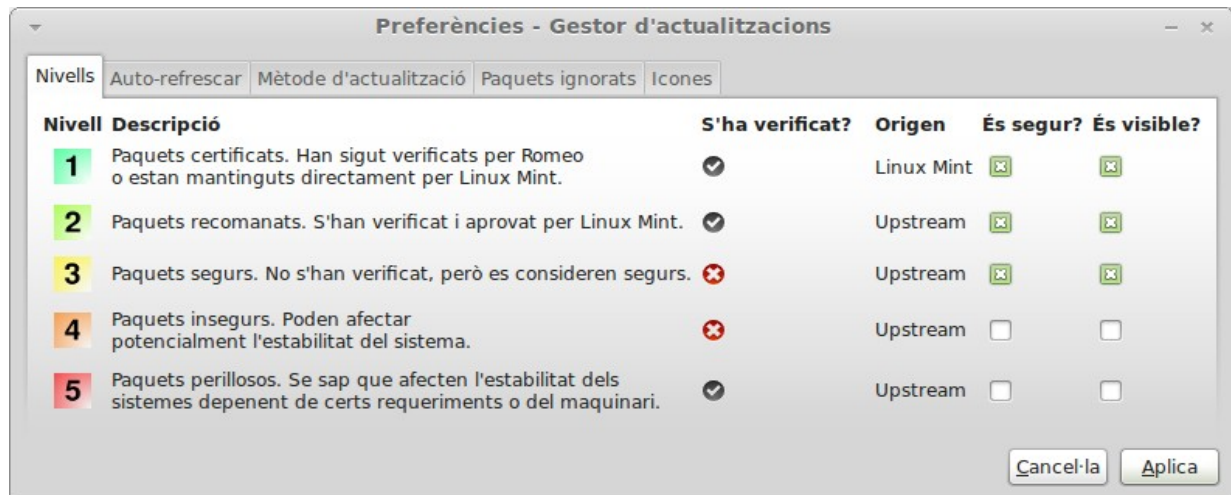 Preferències - Gestor d'actualitzacions
Nivells Auto-refrescar Mètode d'actualització Paquets ignorats Icones
Nivell Descripció S'ha verificat? Origen És segur? És visible?
1 Paquets certificats. Han sigut verificats per Romeo
o estan mantinguts directament per Linux Mint. Linux Mint
2 Paquets recomanats. S'han verificat i aprovat per Linux Mint. Upstream
3 Paquets segurs. No s'han verificat, però es consideren segurs. Upstream
4 Paquets insegurs. Poden afectar
potencialment l'estabilitat del sistema. Upstream
5 Paquets perillosos. Se sap que afecten l'estabilitat dels
sistemes depenent de certs requeriments o del maquinari. Upstream
Cancel·la Aplica